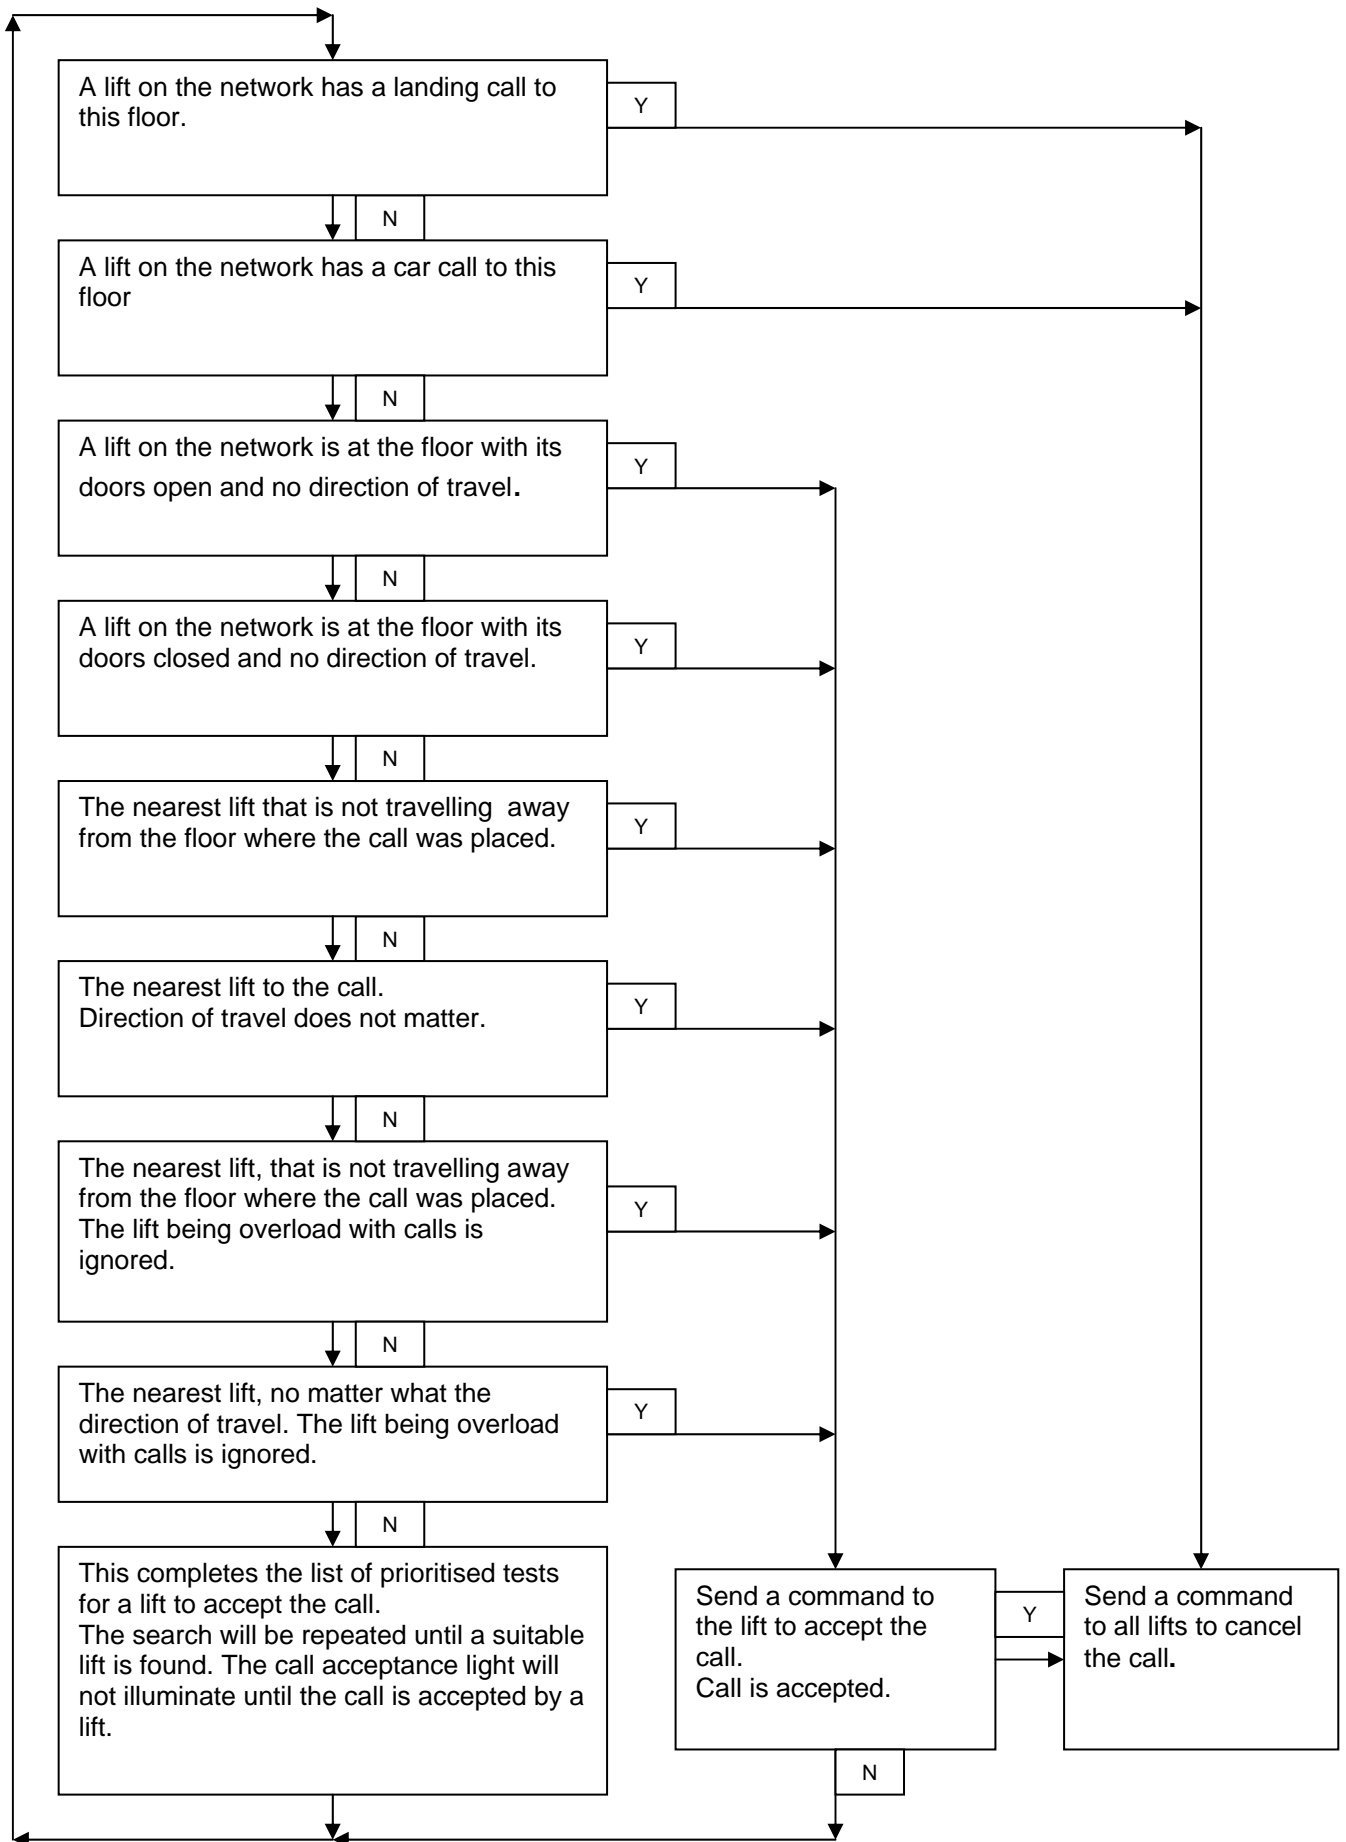 A lift on the network has a landing call to
this floor.
Y
N
A lift on the network has a car call to this
floor
Y
N
A lift on the network is at the floor with its
doors open and no direction of travel.
Y
N
A lift on the network is at the floor with its
doors closed and no direction of travel.
Y
N
The nearest lift that is not travelling  away
from the floor where the call was placed.
Y
N
The nearest lift to the call.
Direction of travel does not matter.
Y
N
The nearest lift, that is not travelling away
from the floor where the call was placed.
The lift being overload with calls is
ignored.
Y
N
The nearest lift, no matter what the
direction of travel. The lift being overload
with calls is ignored.
Y
N
This completes the list of prioritised tests
for a lift to accept the call.
The search will be repeated until a suitable
lift is found. The call acceptance light will
not illuminate until the call is accepted by a
lift.
Send a command to
the lift to accept the
call.
Call is accepted.
Y
N
Send a command
to all lifts to cancel
the call.